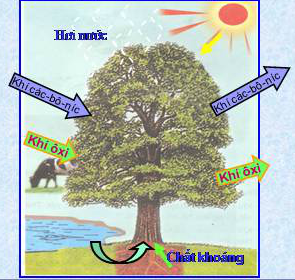 Hơi nước
Khí các-bô-níc
Khí các-bô-níc
Khí ôxi
Khí ôxi
Chất khoáng